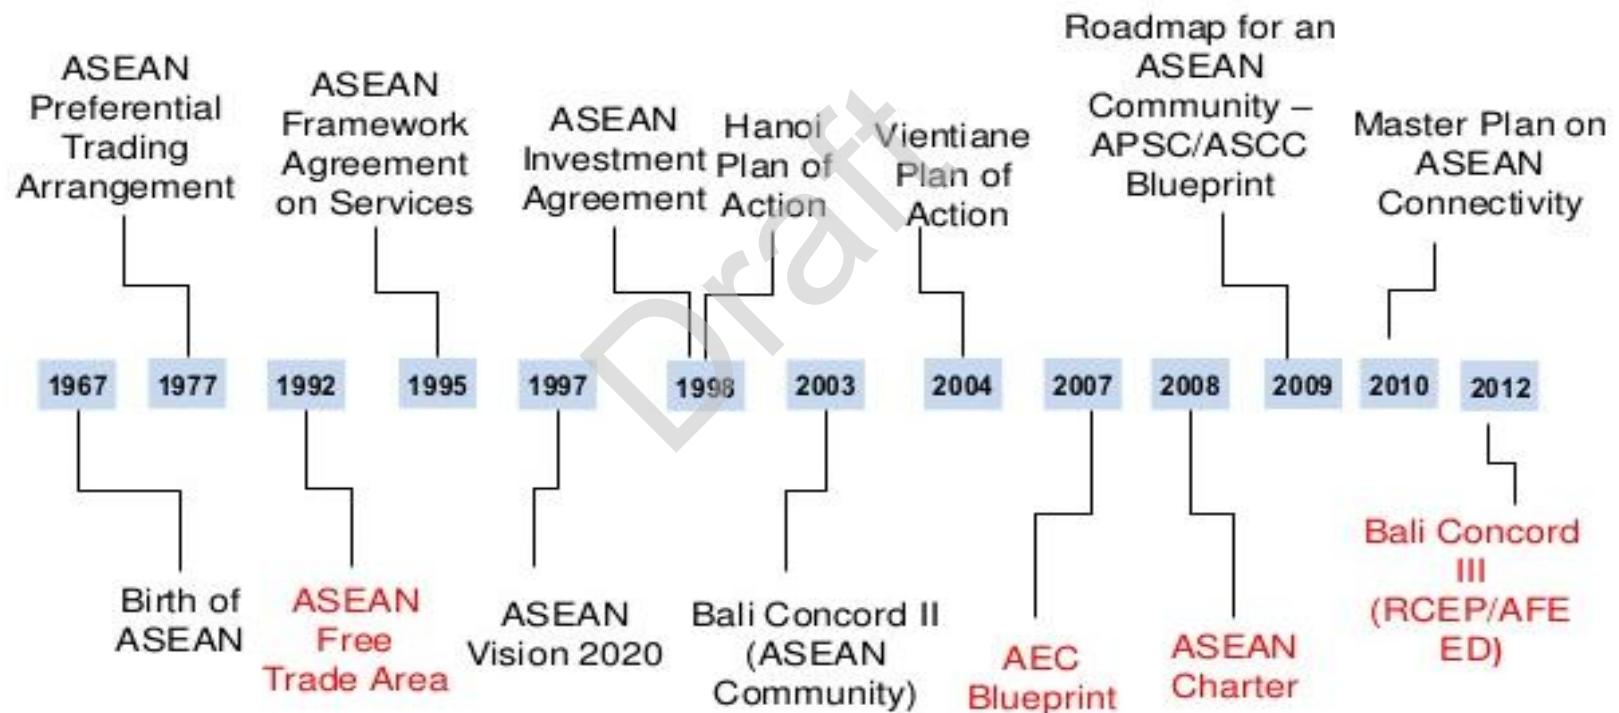 ASEAN
Preferential
Trading
Arrangement
ASEAN
Framework
Agreement
on Services
ASEAN
Investment
Agreement
Hanoi
Plan of
Action
Vientiane
Plan of
Action
Roadmap for an
ASEAN
Community –
APSC/ASCC
Blueprint
Master Plan on
ASEAN
Connectivity
Draft
1967
1977
1992
1995
1997
1998
2003
2004
2007
2008
2009
2010
2012
Birth of
ASEAN
ASEAN
Free
Trade Area
ASEAN
Vision 2020
Bali Concord II
(ASEAN
Community)
AEC
Blueprint
ASEAN
Charter
Bali Concord
III
(RCEP/AFE
ED)